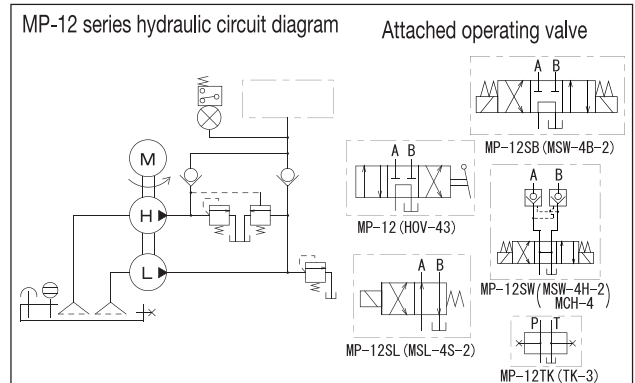 MP-12 series hydraulic circuit diagram
Attached operating valve
M
H
L
A B
MP-12SB (MSW-4B-2)
A B
MP-12 (HOV-43)
A B
MP-12SW (MSW-4H-2
MCH-4)
A B
MP-12SL (MSL-4S-2)
P T
MP-12TK (TK-3)